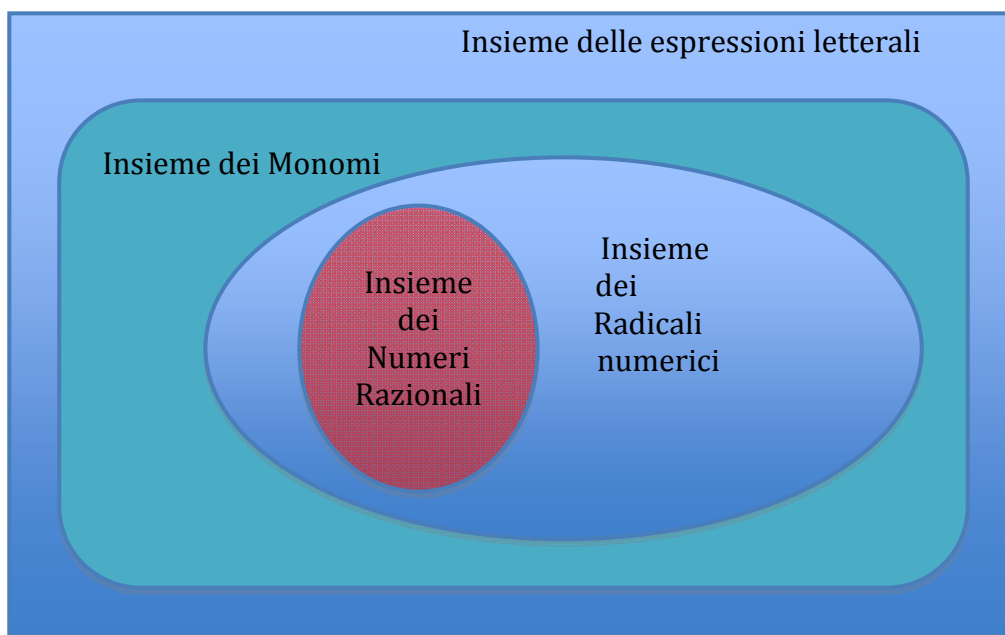 Insieme delle espressioni letterali
Insieme dei Monomi
Insieme
dei
Numeri
Razionali
Insieme
dei
Radicali
numerici